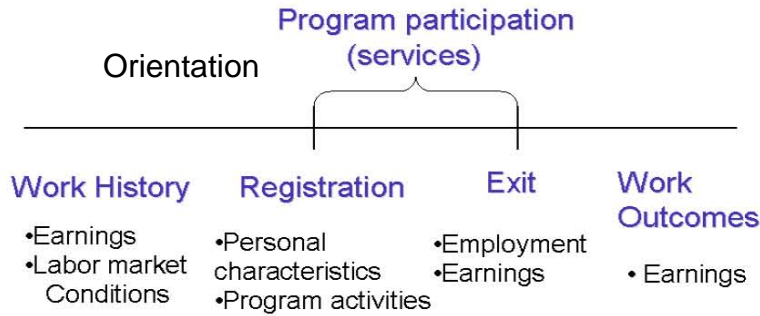 Program participation
(services)
Orientation
Work History
•Earnings
•Labor market
Conditions
Registration
•Personal
characteristics
•Program activities
Exit
•Employment
•Earnings
Work
Outcomes
• Earnings